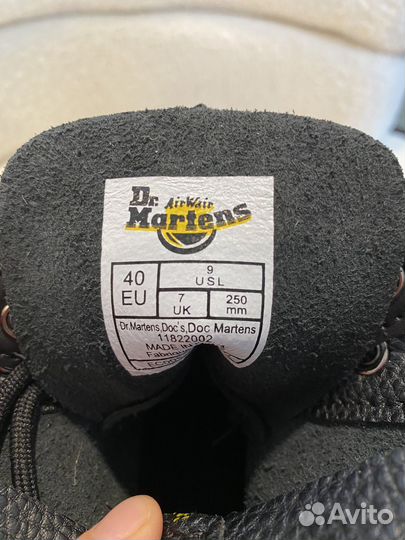 Dr. AirWair
Martens
40
EU
9
USL
7
UK
250
mm
Dr.Martens,Doc's,Doc Martens
11822002
MADE IN
Avito